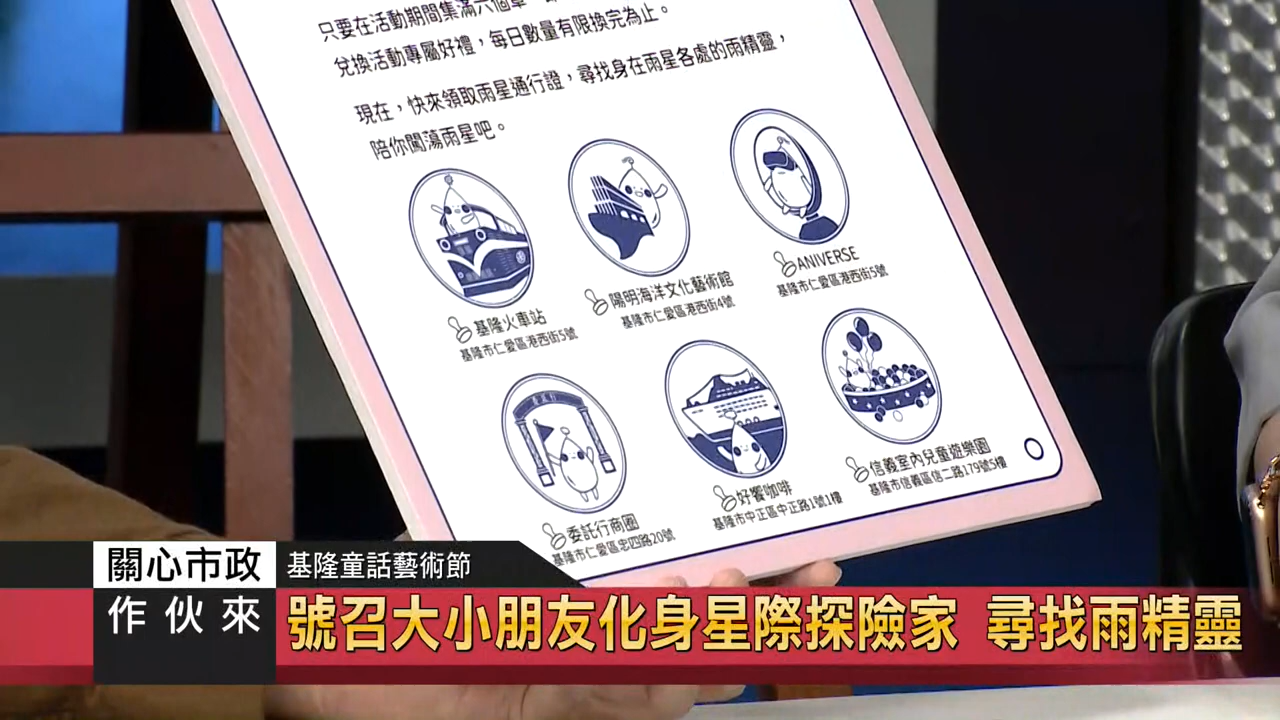 只要在活動期間集滿六個章
兌換活動專屬好禮，每日數量有限換完為止。
現在，快來領取雨星通行證，尋找身在雨星各處的雨精靈，
陪你闖蕩雨星吧。
基隆火車站
基隆市仁愛區港西街5號
陽明海洋文化藝術館
基隆市仁愛區港西街4號
ANIVERSE
基隆市仁愛區港西街5號
委託行商圈
基隆市仁愛區忠四路20號
好饗咖啡
基隆市中正區中正路1號11樓
信義室內兒童遊樂園
基隆市信義區信二路179號5樓
關心市政
作伙來
基隆童話藝術節
號召大小朋友化身星際探險家 尋找雨精靈